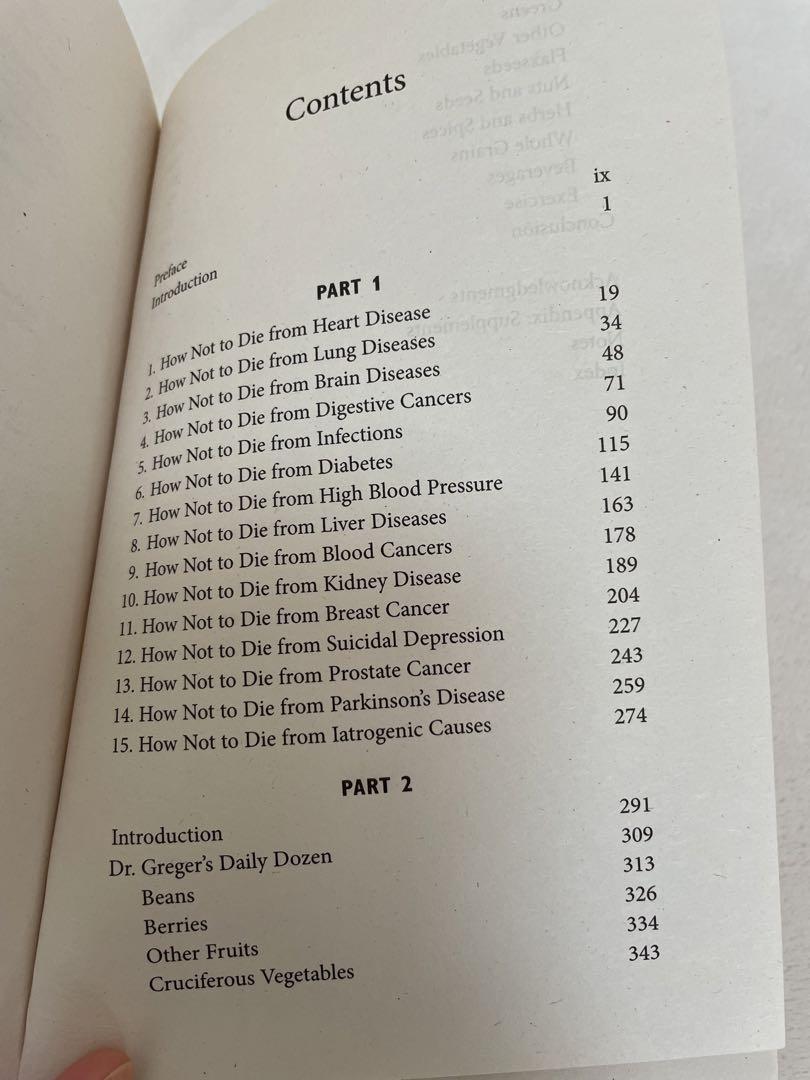 Contents
Preface ix
Introduction 1
PART 1
1. How Not to Die from Heart Disease 19
2. How Not to Die from Lung Diseases 34
3. How Not to Die from Brain Diseases 48
4. How Not to Die from Digestive Cancers 71
5. How Not to Die from Infections 90
6. How Not to Die from Diabetes 115
7. How Not to Die from High Blood Pressure 141
8. How Not to Die from Liver Diseases 163
9. How Not to Die from Blood Cancers 178
10. How Not to Die from Kidney Disease 189
11. How Not to Die from Breast Cancer 204
12. How Not to Die from Suicidal Depression 227
13. How Not to Die from Prostate Cancer 243
14. How Not to Die from Parkinson's Disease 259
15. How Not to Die from Iatrogenic Causes 274
PART 2
Introduction 291
Dr. Greger's Daily Dozen 309
Beans 313
Berries 326
Other Fruits 334
Cruciferous Vegetables 343